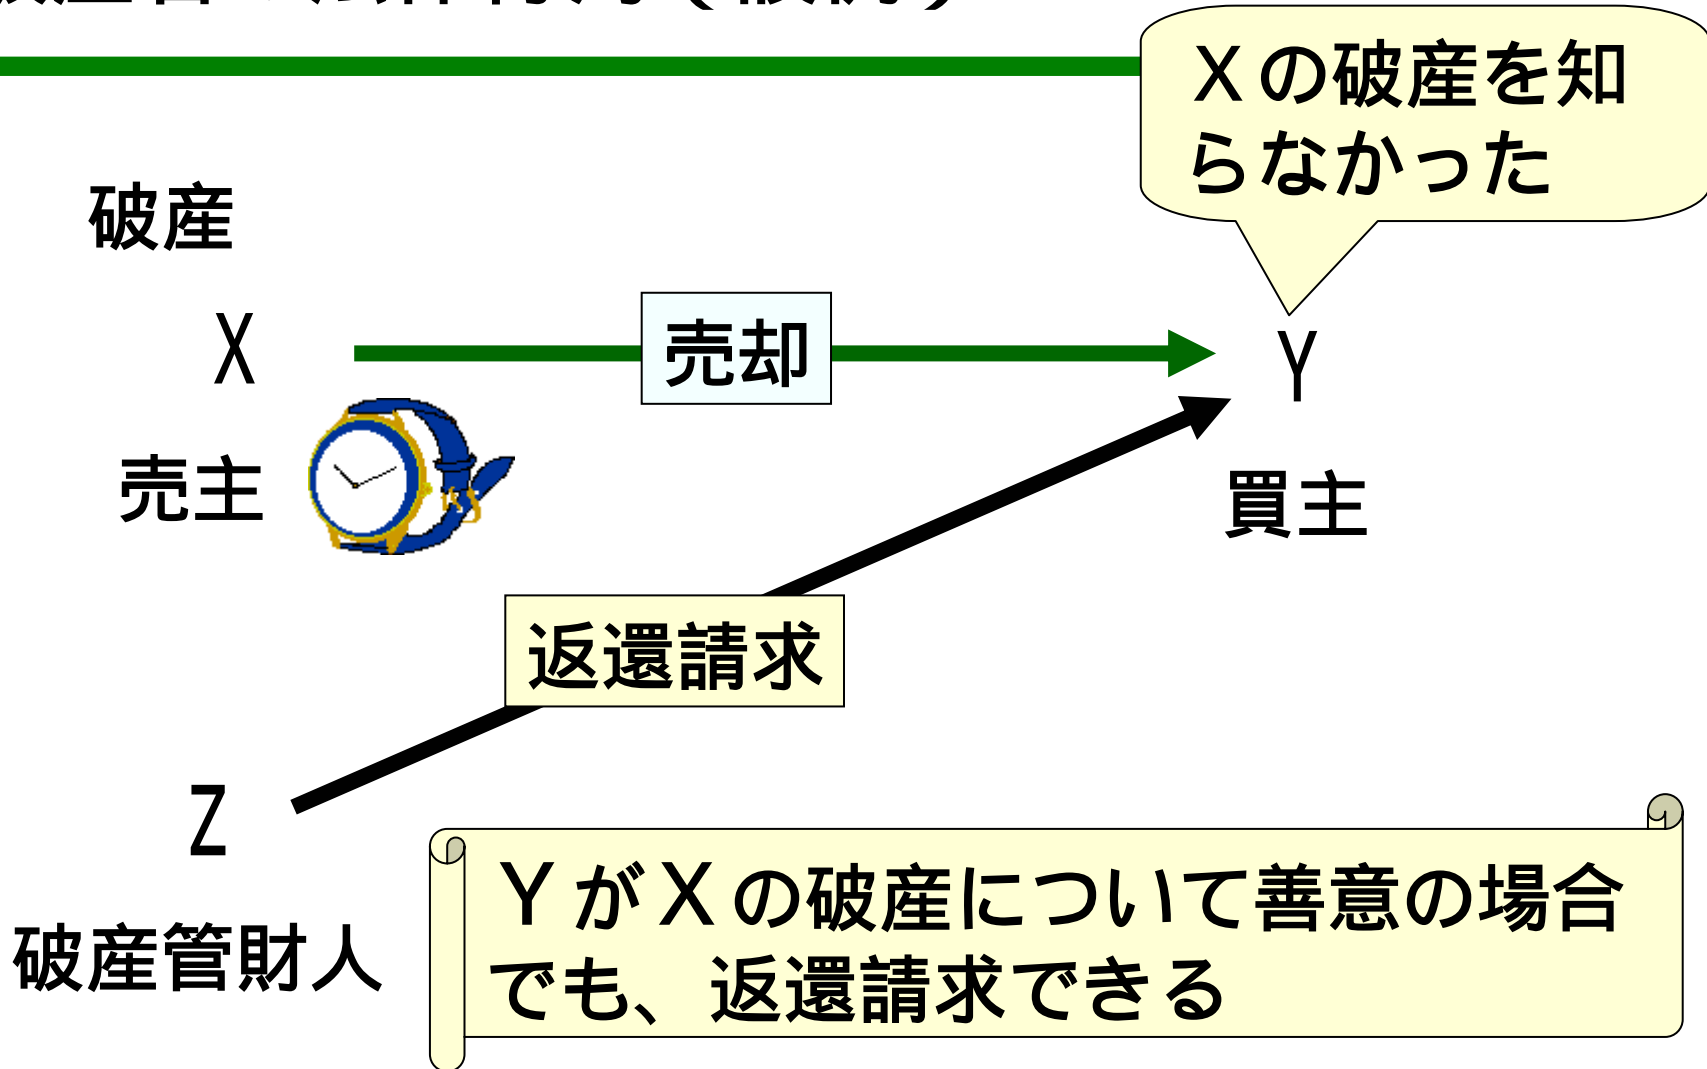 Xの破産を知
らなかった
破産
X
売却
Y
売主
買主
返還請求
Z
破産管財人
YがXの破産について善意の場合
でも、返還請求できる